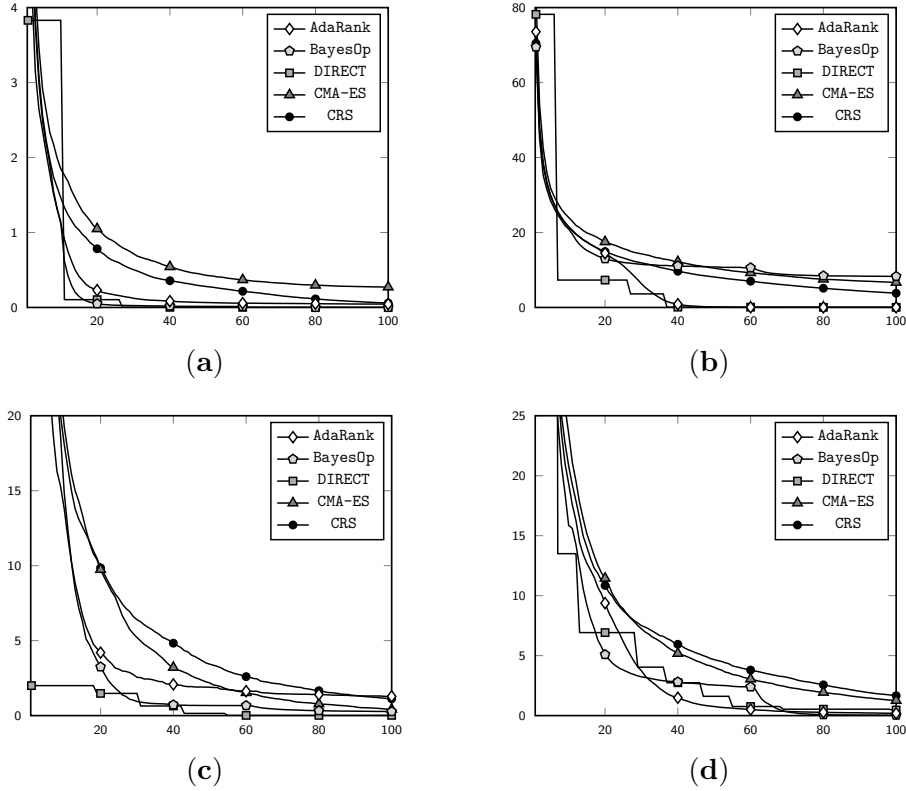 4
3
2
1
0
20
40
60
80
100
AdaRank
BayesOp
DIRECT
CMA-ES
CRS
(a)
80
60
40
20
0
20
40
60
80
100
AdaRank
BayesOp
DIRECT
CMA-ES
CRS
(b)
20
15
10
5
0
20
40
60
80
100
AdaRank
BayesOp
DIRECT
CMA-ES
CRS
(c)
25
20
15
10
5
0
20
40
60
80
100
AdaRank
BayesOp
DIRECT
CMA-ES
CRS
(d)